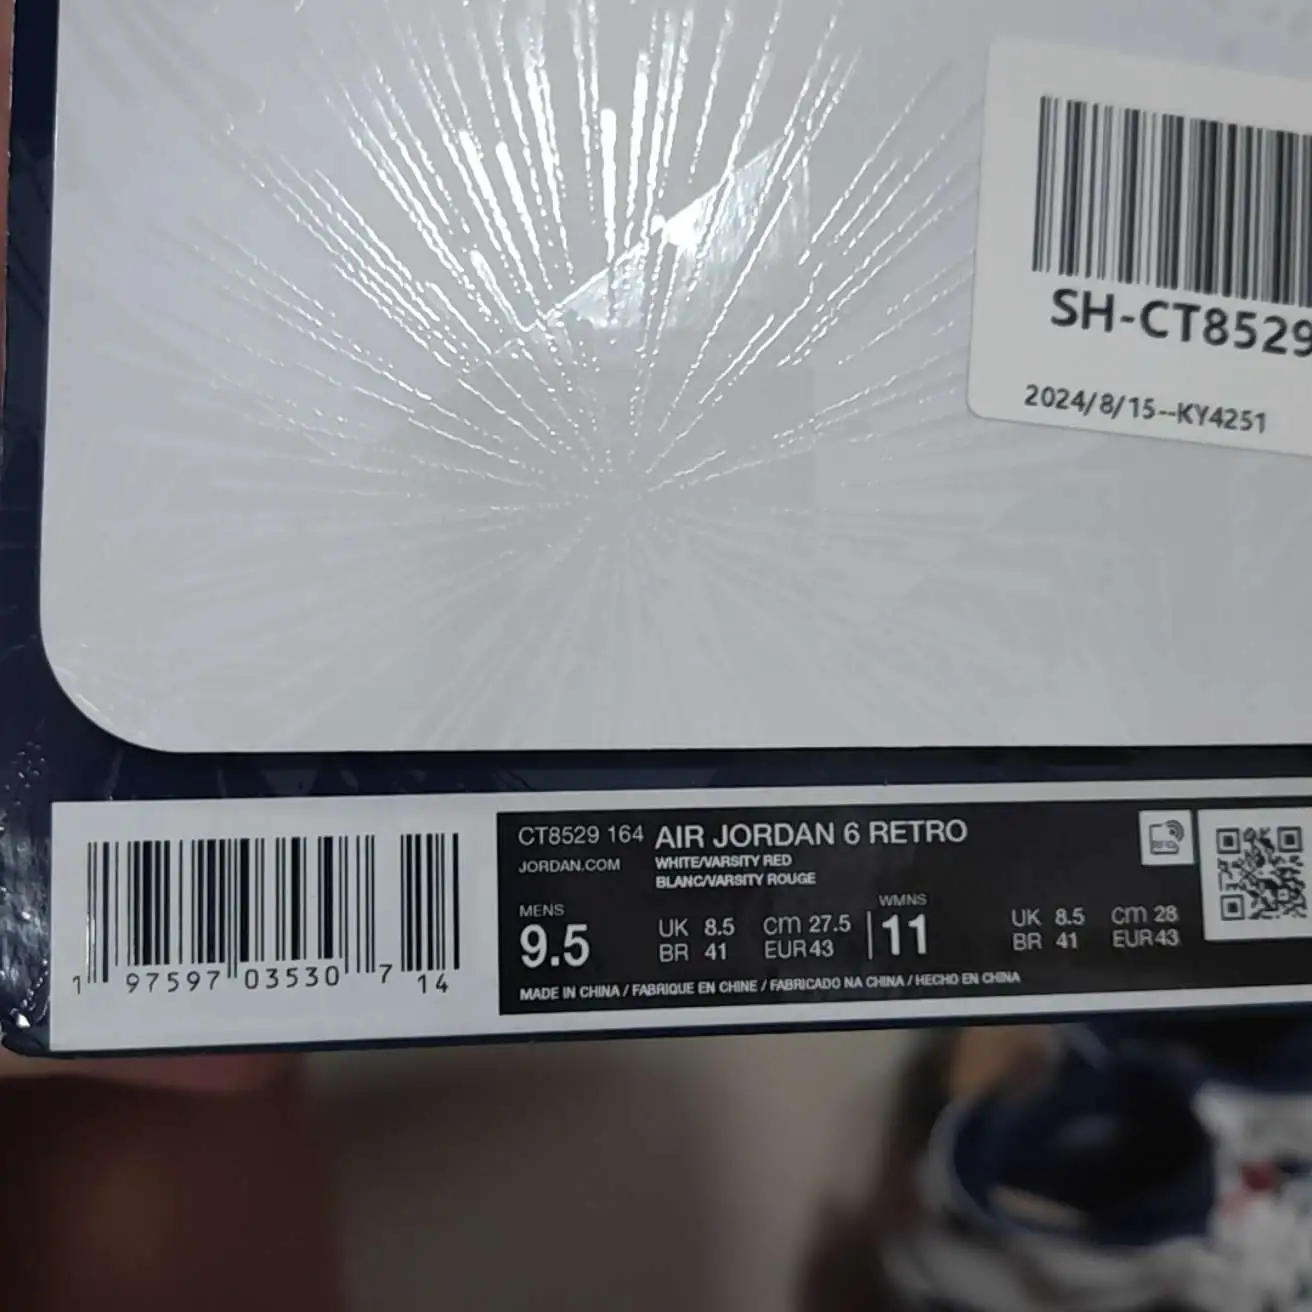 SH-CT8529
2024/8/15--KY4251
CT8529 164 AIR JORDAN 6 RETRO
JORDAN.COM WHITE/VARSITY RED
BLANC/VARSITY ROUGE
MENS WMNS
9.5 UK 8.5 cm 27.5 11 UK 8.5 cm 28
BR 41 EUR 43 BR 41 EUR 43
MADE IN CHINA / FABRIQUE EN CHINE / FABRICADO NA CHINA / HECHO EN CHINA
1 97597 03530 7 14